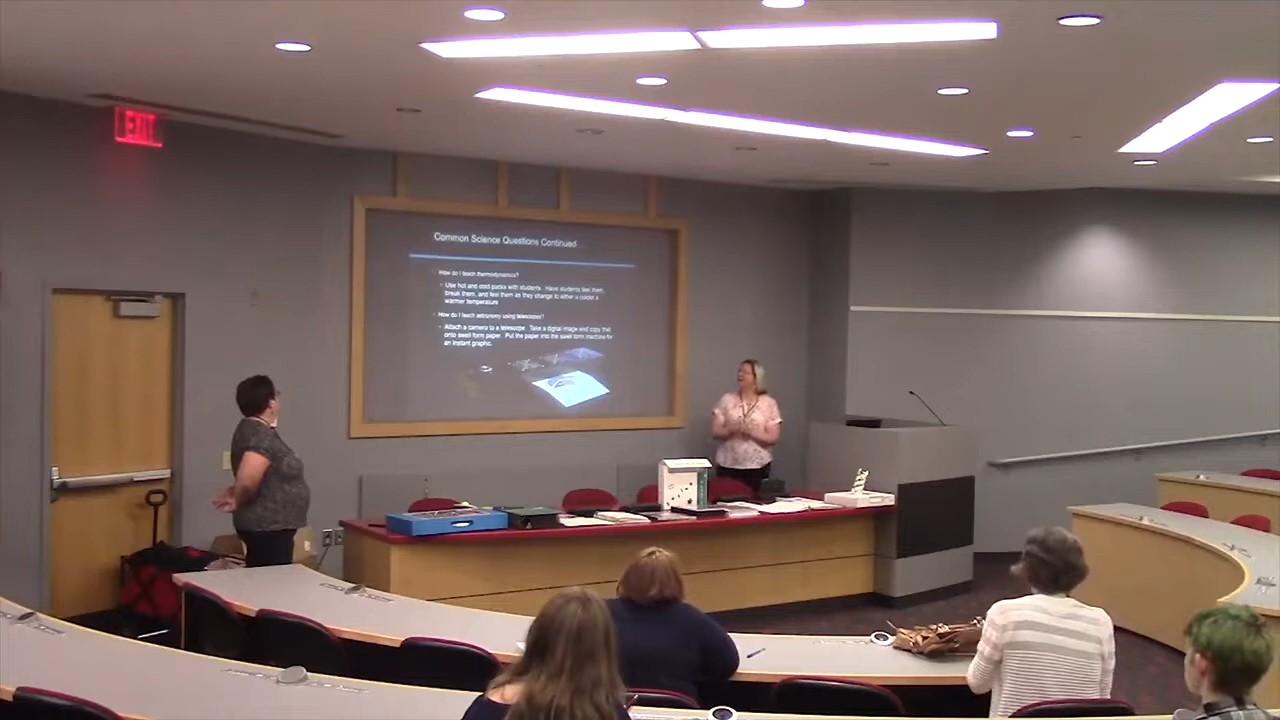 EXIT
Common Science Questions Continued
How do I teach thermodynamics?
Use hot and cold packs with students. Have students feel them,
break them, and feel them as they change to either a cooler a
warmer temperature
How do I teach astronomy using telescopes?
Attach a camera to a telescope. Take a digital image and copy that
onto swell form paper. Put the paper into the swell form machine for
an instant graphic.